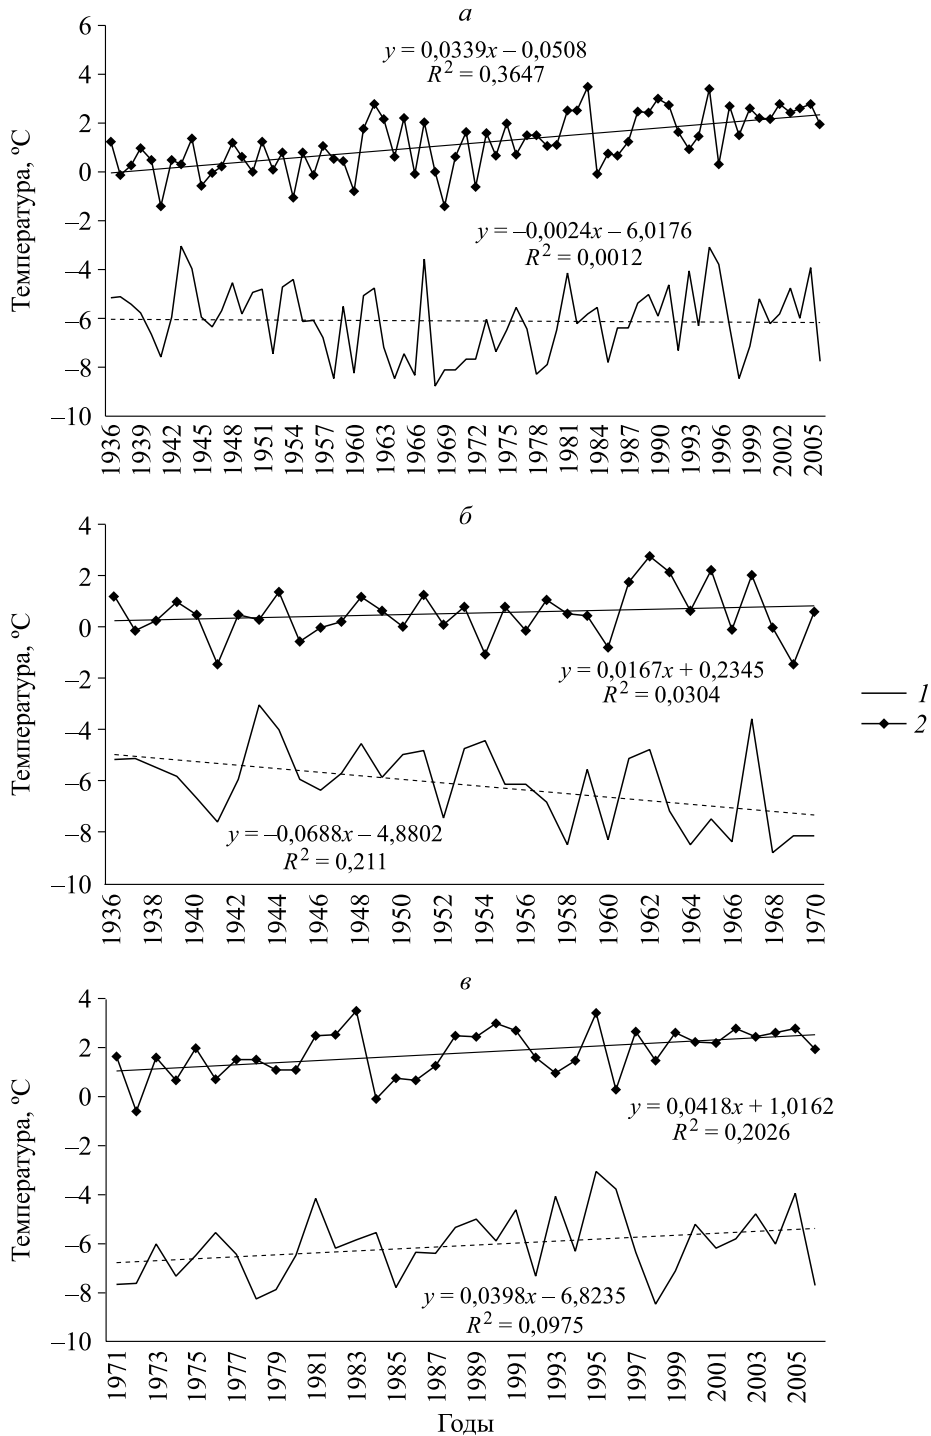 а
6
4
2
0
–2
–4
–6
–8
–10
Температура, ºС
y = 0,0339x – 0,0508
R² = 0,3647
y = –0,0024x – 6,0176
R² = 0,0012
1936 1939 1942 1945 1948 1951 1954 1957 1960 1963 1966 1969 1972 1975 1978 1981 1984 1987 1990 1993 1996 1999 2002 2005
б
4
2
0
–2
–4
–6
–8
–10
Температура, ºС
y = 0,0167x + 0,2345
R² = 0,0304
y = –0,0688x – 4,8802
R² = 0,211
1936 1938 1940 1942 1944 1946 1948 1950 1952 1954 1956 1958 1960 1962 1964 1966 1968 1970
1
2
в
4
2
0
–2
–4
–6
–8
–10
Температура, ºС
y = 0,0418x + 1,0162
R² = 0,2026
y = 0,0398x – 6,8235
R² = 0,0975
1971 1973 1975 1977 1979 1981 1983 1985 1987 1989 1991 1993 1995 1997 1999 2001 2003 2005
Годы